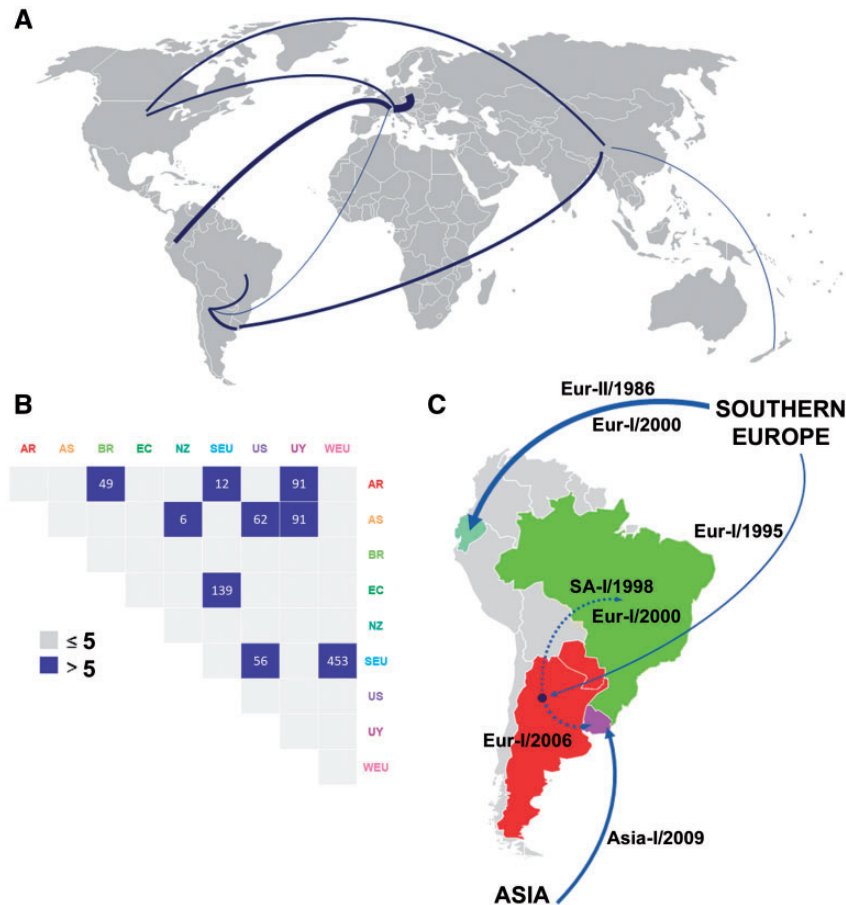 A
B
AR AS BR EC NZ SEU US UY WEU
49 12 91 AR
6 62 91 AS
BR
139 EC
NZ
≤ 5
> 5
56 453 SEU
US
UY
WEU
C
Eur-II/1986
Eur-I/2000
SOUTHERN
EUROPE
Eur-I/1995
SA-I/1998
Eur-I/2000
Eur-I/2006
Asia-I/2009
ASIA